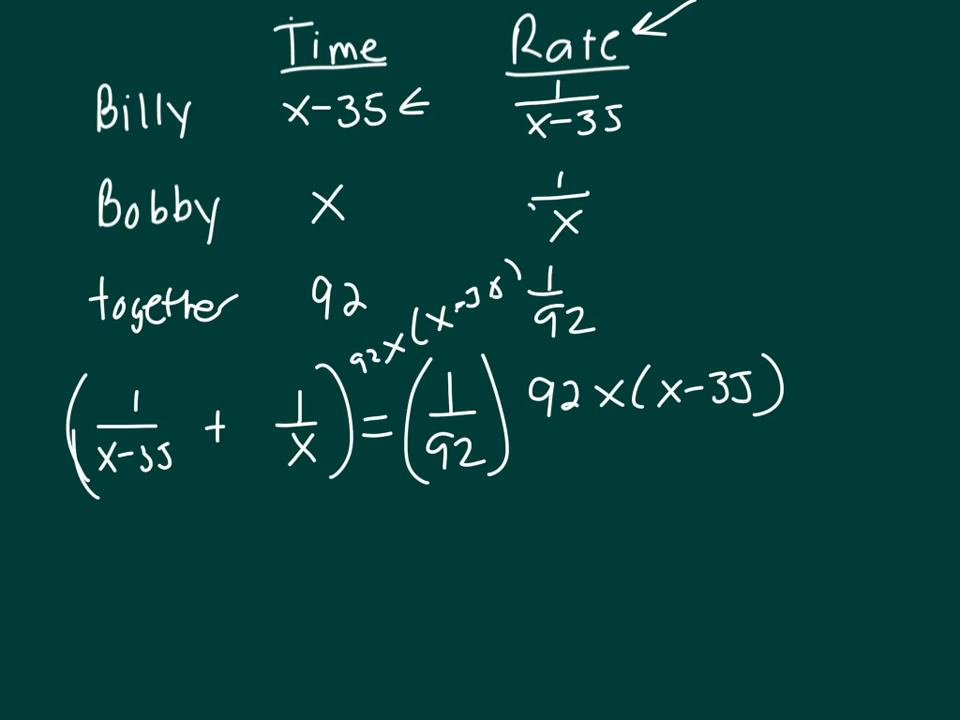 Time Rate
Billy x-35 ← 1/(x-35)
Bobby x 1/x
together 92 1/92
(1/(x-35) + 1/x) 92x(x-35) = (1/92) 92x(x-35)